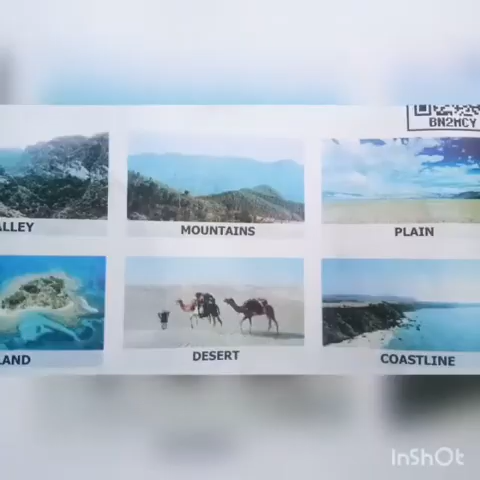 BN2MCY
ALLEY
MOUNTAINS
PLAIN
LAND
DESERT
COASTLINE
InShOt